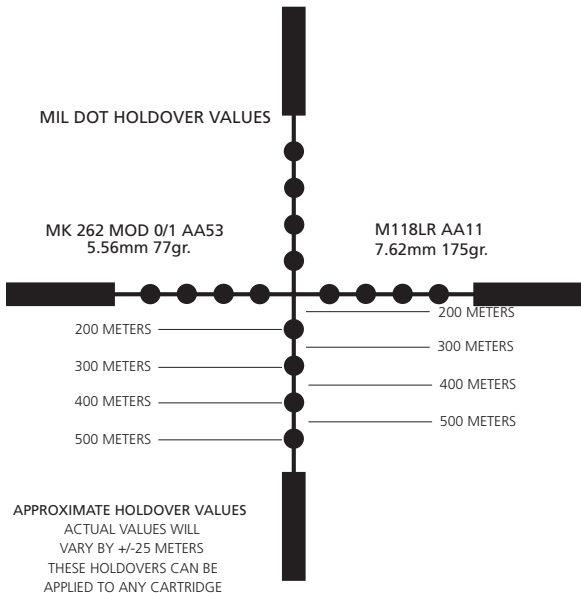 MIL DOT HOLDOVER VALUES
MK 262 MOD 0/1 AA53
5.56mm 77gr.
M118LR AA11
7.62mm 175gr.
200 METERS
300 METERS
400 METERS
500 METERS
200 METERS
300 METERS
400 METERS
500 METERS
APPROXIMATE HOLDOVER VALUES
ACTUAL VALUES WILL
VARY BY +/-25 METERS
THESE HOLDOVERS CAN BE
APPLIED TO ANY CARTRIDGE